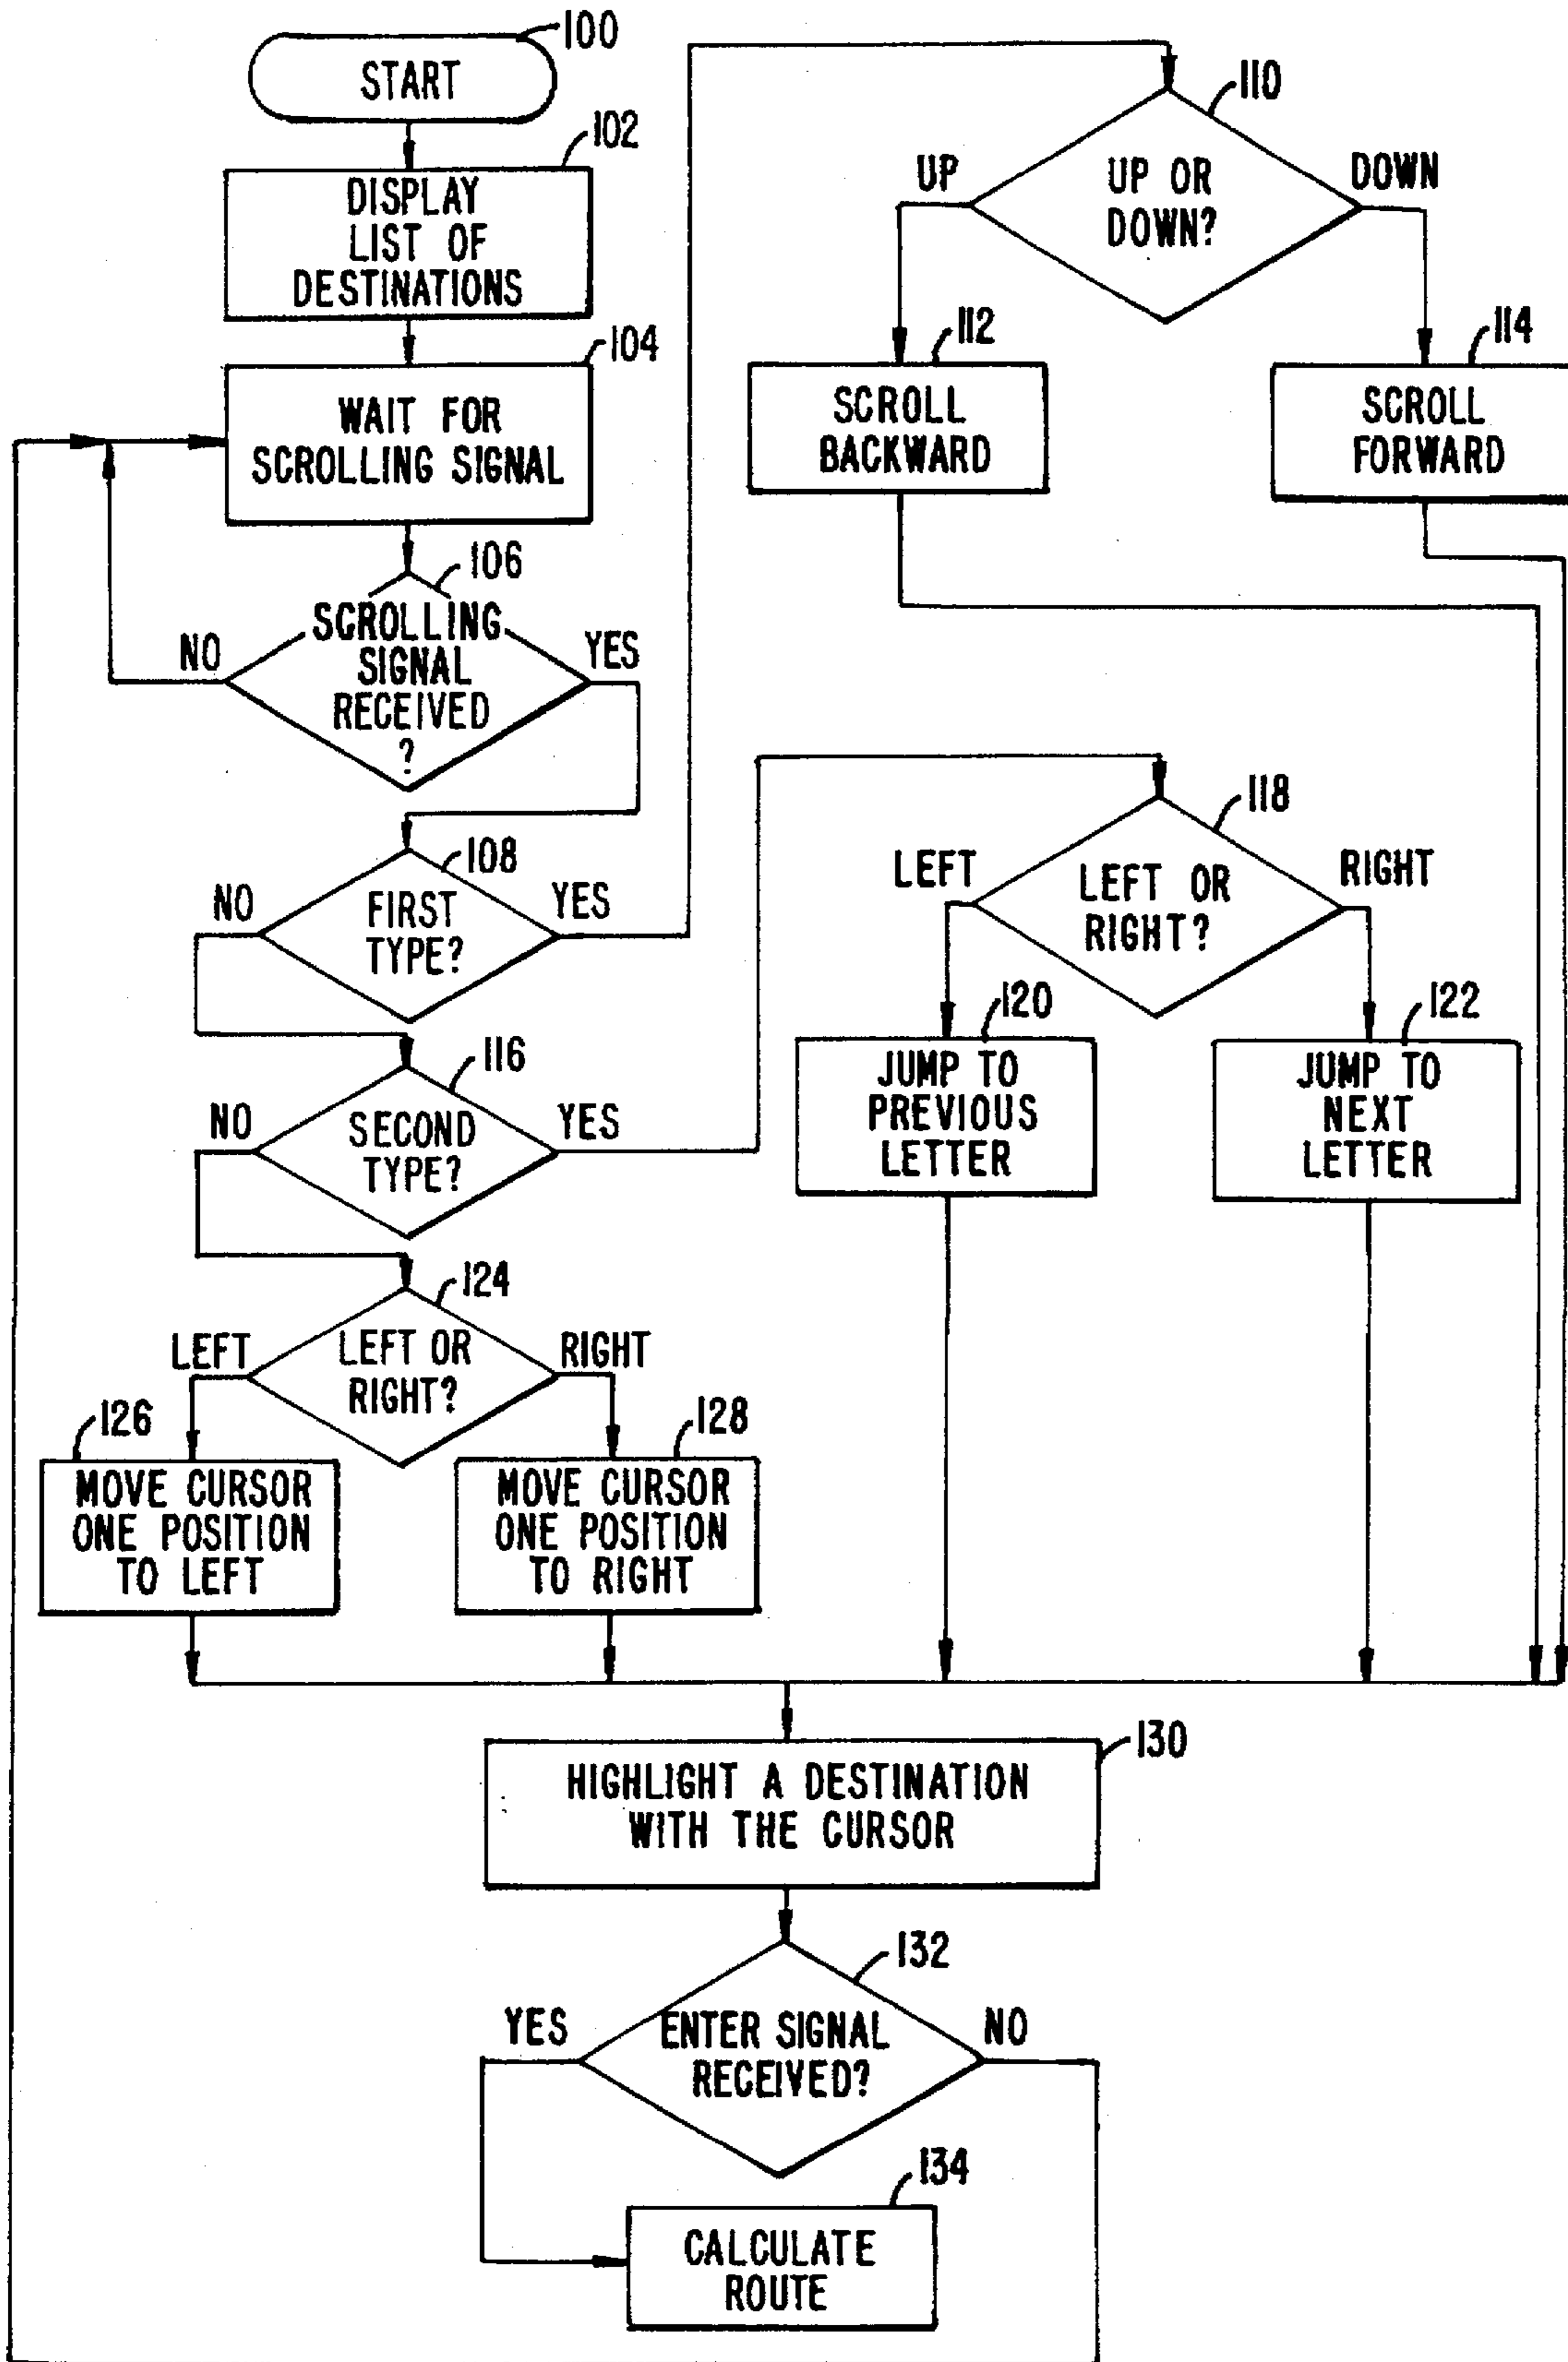 100
START
102
DISPLAY
LIST OF
DESTINATIONS
104
WAIT FOR
SCROLLING SIGNAL
106
SCROLLING
SIGNAL
RECEIVED
?
NO
YES
108
FIRST
TYPE?
NO
YES
110
UP OR
DOWN?
UP
DOWN
112
SCROLL
BACKWARD
114
SCROLL
FORWARD
116
SECOND
TYPE?
NO
YES
118
LEFT OR
RIGHT?
LEFT
RIGHT
120
JUMP TO
PREVIOUS
LETTER
122
JUMP TO
NEXT
LETTER
124
LEFT OR
RIGHT?
LEFT
RIGHT
126
MOVE CURSOR
ONE POSITION
TO LEFT
128
MOVE CURSOR
ONE POSITION
TO RIGHT
130
HIGHLIGHT A DESTINATION
WITH THE CURSOR
132
ENTER SIGNAL
RECEIVED?
YES
NO
134
CALCULATE
ROUTE